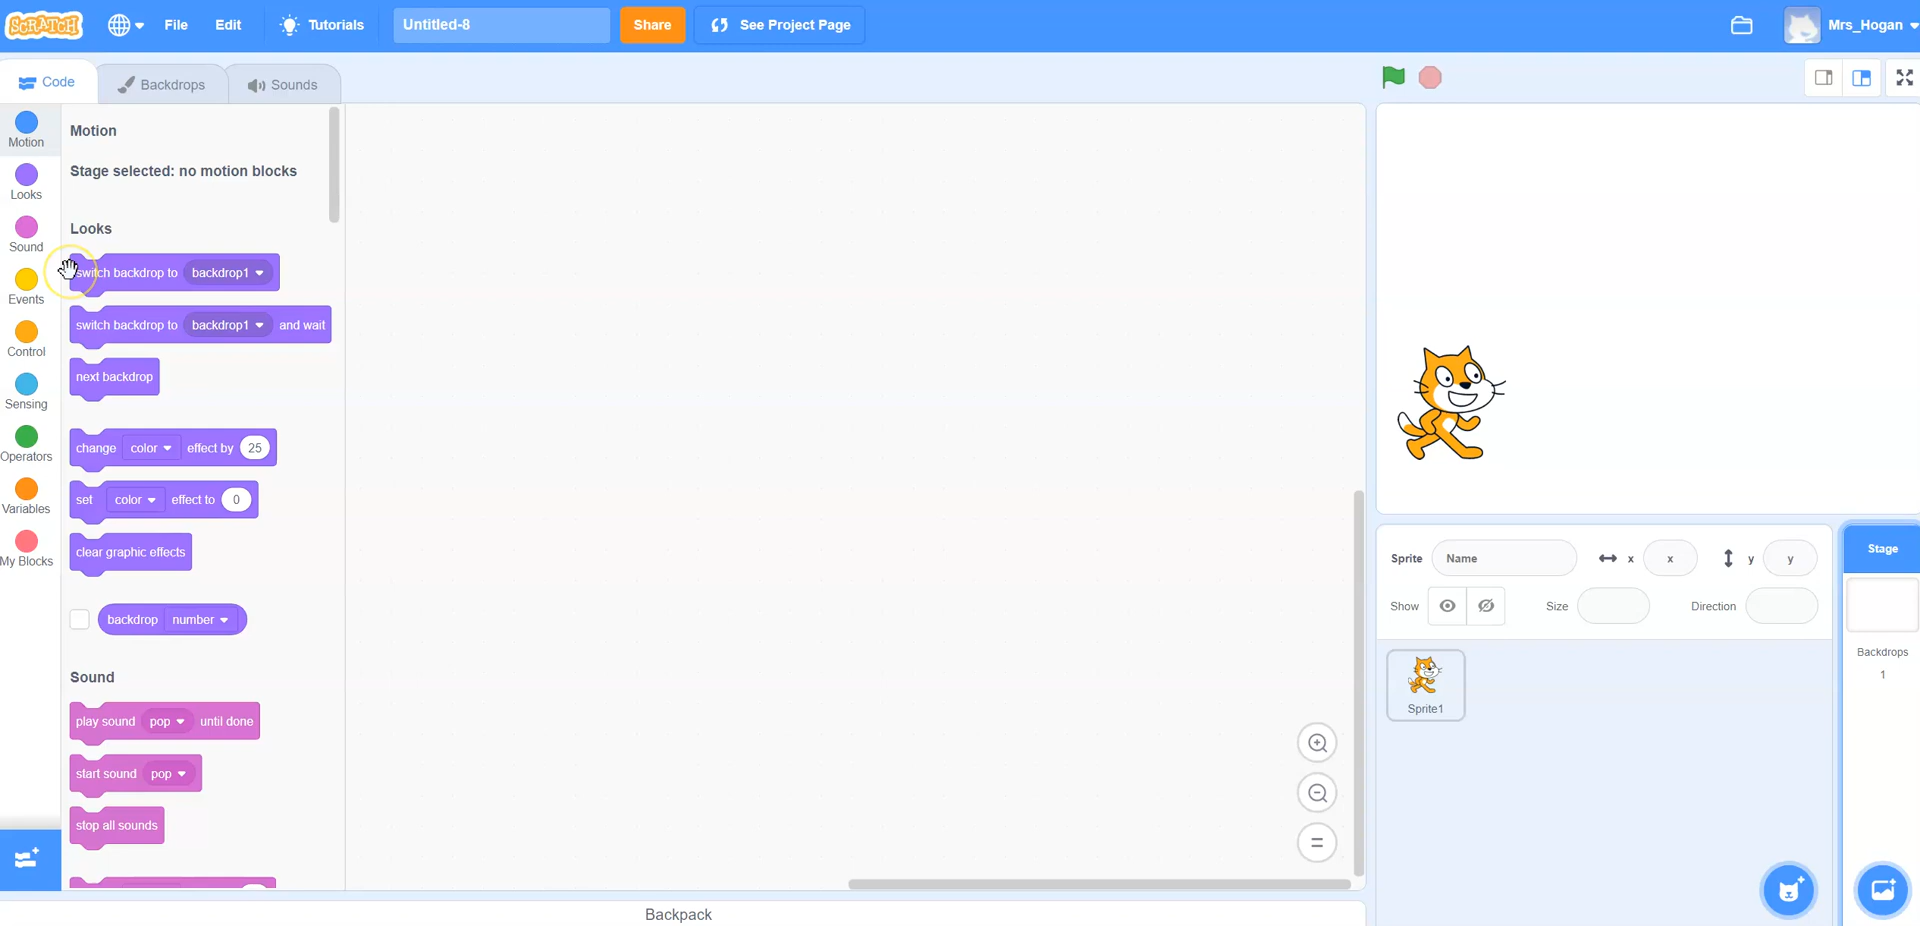 SCRATCH File Edit Tutorials Untitled-8 Share See Project Page Mrs_Hogan
Code Backdrops Sounds
Motion
Looks
Sound
Events
Control
Sensing
Operators
Variables
My Blocks
Motion
Stage selected: no motion blocks
Looks
switch backdrop to backdrop1
switch backdrop to backdrop1 and wait
next backdrop
change color effect by 25
set color effect to 0
clear graphic effects
backdrop number
Sound
play sound pop until done
start sound pop
stop all sounds
Backpack
Sprite Name x x y y
Show Size Direction
Sprite1
Stage
Backdrops
1